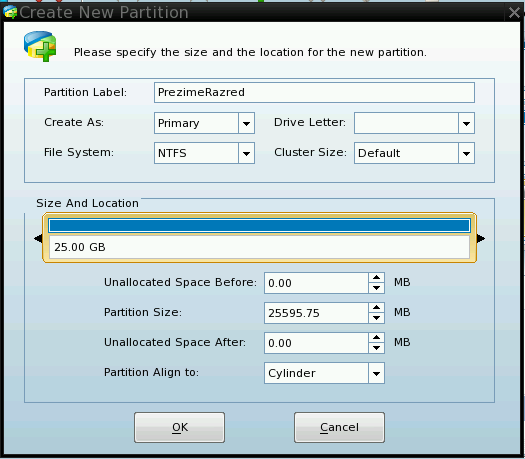 Create New Partition
Please specify the size and the location for the new partition.
Partition Label: PrezimeRazred
Create As: Primary Drive Letter:
File System: NTFS Cluster Size: Default
Size And Location
25.00 GB
Unallocated Space Before: 0.00 MB
Partition Size: 25595.75 MB
Unallocated Space After: 0.00 MB
Partition Align to: Cylinder
OK Cancel